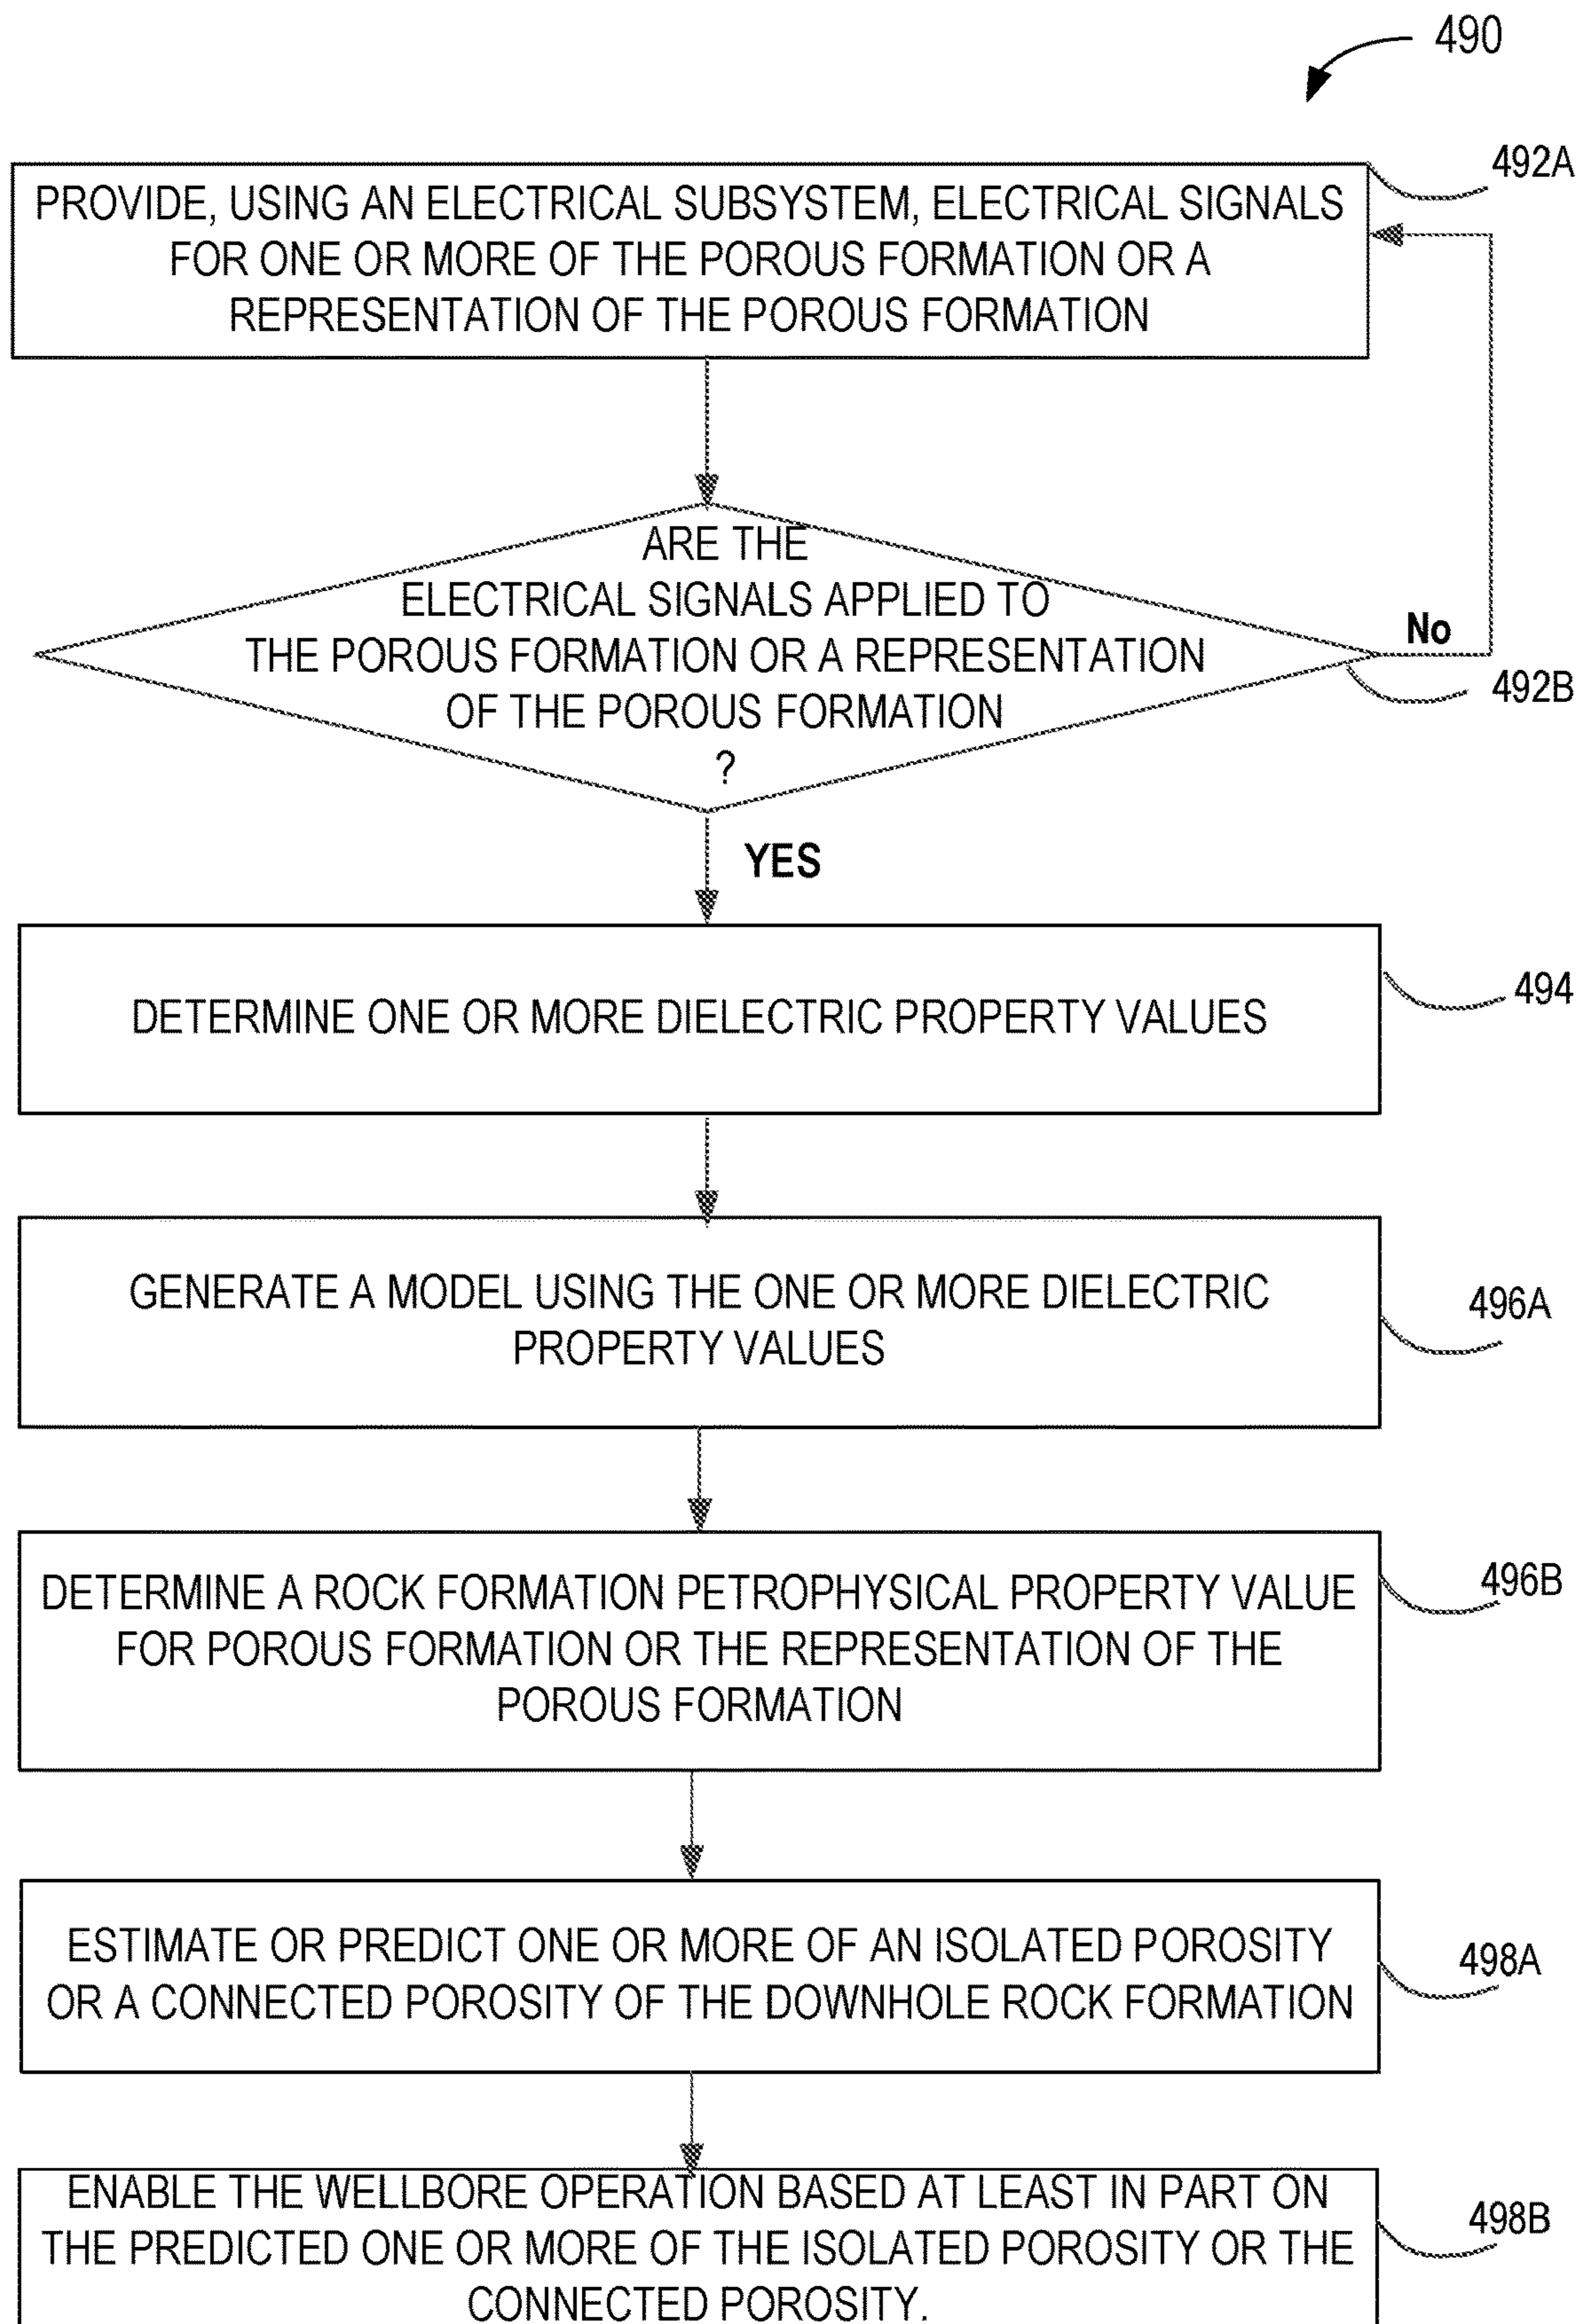 490
492A
PROVIDE, USING AN ELECTRICAL SUBSYSTEM, ELECTRICAL SIGNALS
FOR ONE OR MORE OF THE POROUS FORMATION OR A
REPRESENTATION OF THE POROUS FORMATION
ARE THE
ELECTRICAL SIGNALS APPLIED TO
THE POROUS FORMATION OR A REPRESENTATION
OF THE POROUS FORMATION
?
No
492B
YES
DETERMINE ONE OR MORE DIELECTRIC PROPERTY VALUES
494
GENERATE A MODEL USING THE ONE OR MORE DIELECTRIC
PROPERTY VALUES
496A
DETERMINE A ROCK FORMATION PETROPHYSICAL PROPERTY VALUE
FOR POROUS FORMATION OR THE REPRESENTATION OF THE
POROUS FORMATION
496B
ESTIMATE OR PREDICT ONE OR MORE OF AN ISOLATED POROSITY
OR A CONNECTED POROSITY OF THE DOWNHOLE ROCK FORMATION
498A
ENABLE THE WELLBORE OPERATION BASED AT LEAST IN PART ON
THE PREDICTED ONE OR MORE OF THE ISOLATED POROSITY OR THE
CONNECTED POROSITY.
498B